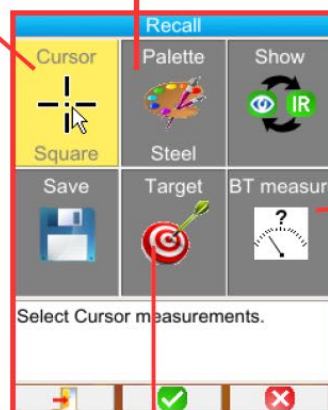 Recall
Cursor Palette Show
IR
Square Steel
Save Target BT measur
?
Select Cursor measurements.